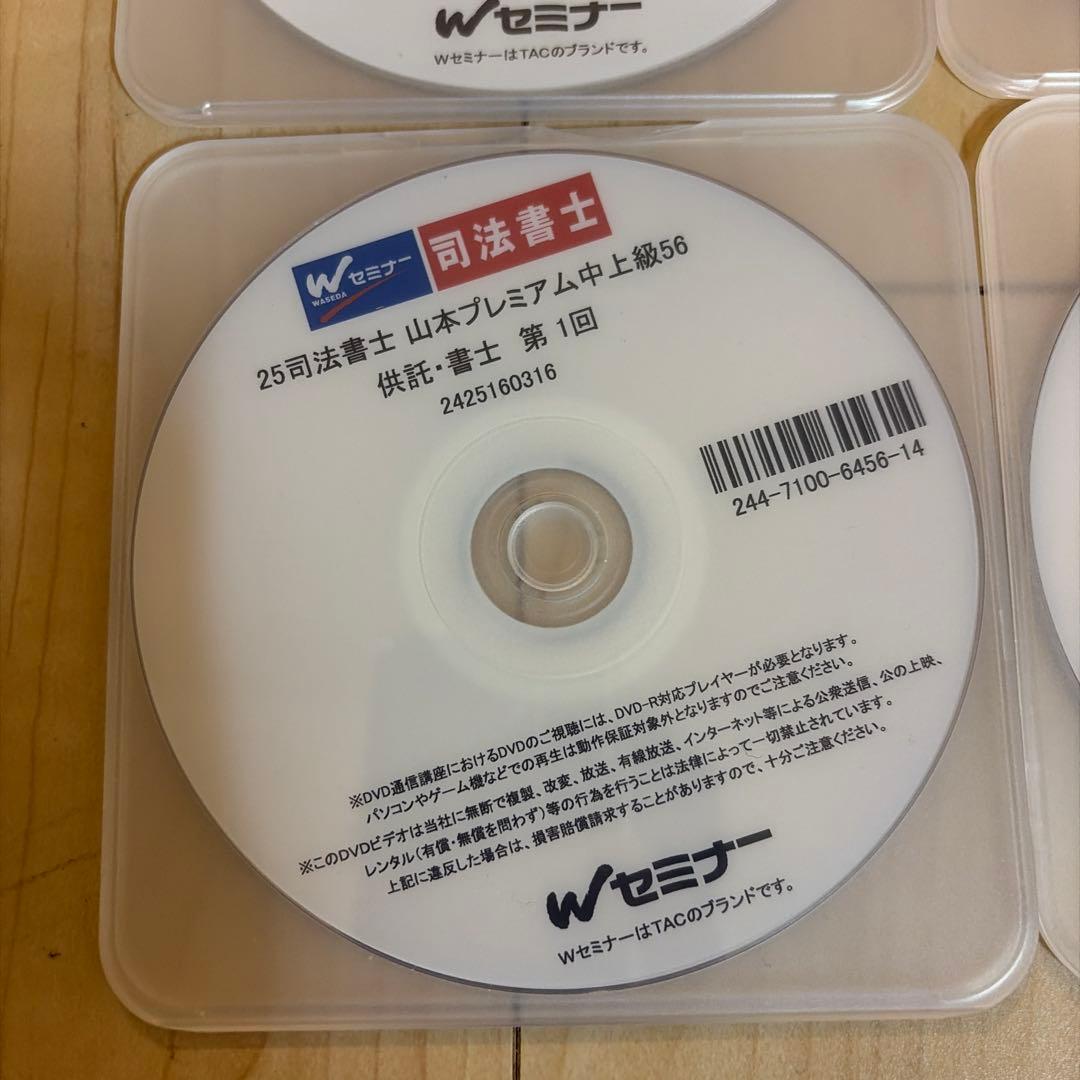 Wセミナー
WセミナーはTACのブランドです。
Wセミナー
WASEDA
司法書士
25司法書士 山本プレミアム中上級56
供託・書士 第 1回
2425160316
244-7100-6456-14
※DVD通信講座におけるDVDのご視聴には、DVD-R対応プレイヤーが必要となります。
パソコンやゲーム機などでの再生は動作保証対象外となりますのでご注意ください。
※このDVDビデオは当社に無断で複製、改変、放送、有線放送、インターネット等による公衆送信、公の上映、
レンタル(有償・無償を問わず)等の行為を行うことは法律によって一切禁止されています。
上記に違反した場合は、損害賠償請求することがありますので、十分ご注意ください。
Wセミナー
WセミナーはTACのブランドです。